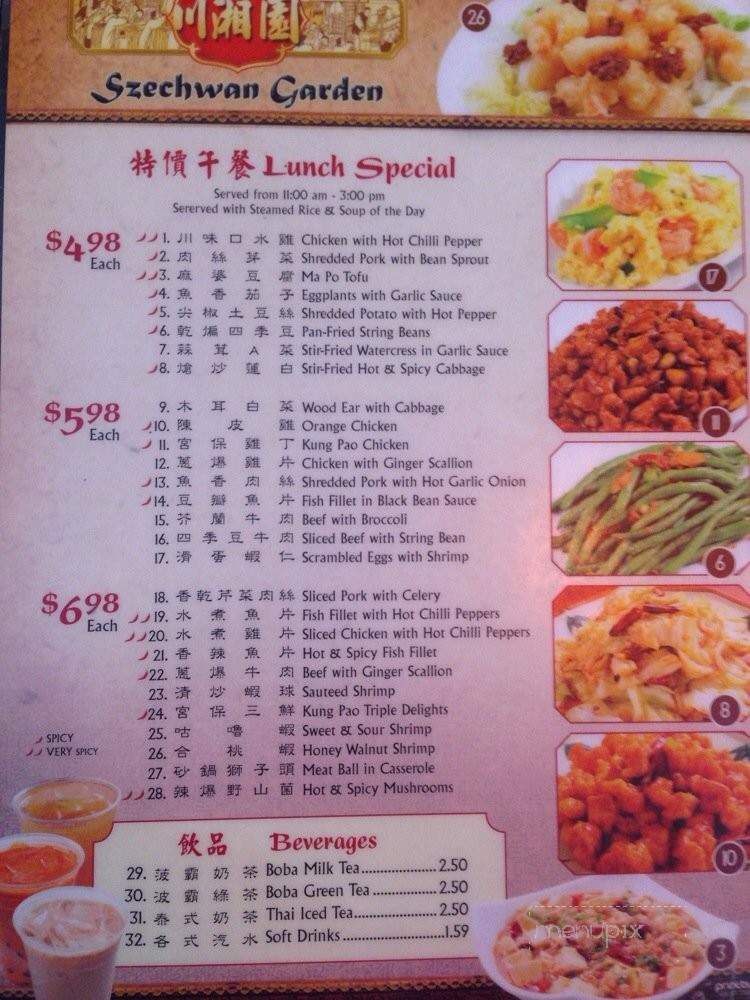 26
川湘園
Szechwan Garden
特價午餐 Lunch Special
Served from 11:00 am - 3:00 pm
Sererved with Steamed Rice & Soup of the Day
$4.98 Each
1. 川味口水雞 Chicken with Hot Chilli Pepper
2. 肉絲芽菜 Shredded Pork with Bean Sprout
3. 麻婆豆腐 Ma Po Tofu
4. 魚香茄子 Eggplants with Garlic Sauce
5. 尖椒土豆絲 Shredded Potato with Hot Pepper
6. 乾煸四季豆 Pan-Fried String Beans
7. 蒜茸A菜 Stir-Fried Watercress in Garlic Sauce
8. 熗炒蓮白 Stir-Fried Hot & Spicy Cabbage
$5.98 Each
9. 木耳白菜 Wood Ear with Cabbage
10. 陳皮雞 Orange Chicken
11. 宮保雞丁 Kung Pao Chicken
12. 蔥爆雞片 Chicken with Ginger Scallion
13. 魚香肉絲 Shredded Pork with Hot Garlic Onion
14. 豆瓣魚片 Fish Fillet in Black Bean Sauce
15. 芥蘭牛肉 Beef with Broccoli
16. 四季豆牛肉 Sliced Beef with String Bean
17. 滑蛋蝦仁 Scrambled Eggs with Shrimp
$6.98 Each
18. 香乾芹菜肉絲 Sliced Pork with Celery
19. 水煮魚片 Fish Fillet with Hot Chilli Peppers
20. 水煮雞片 Sliced Chicken with Hot Chilli Peppers
21. 香辣魚片 Hot & Spicy Fish Fillet
22. 蔥爆牛肉 Beef with Ginger Scallion
23. 清炒蝦球 Sauteed Shrimp
24. 宮保三鮮 Kung Pao Triple Delights
25. 咕嚕蝦 Sweet & Sour Shrimp
26. 合桃蝦 Honey Walnut Shrimp
27. 砂鍋獅子頭 Meat Ball in Casserole
28. 辣爆野山菌 Hot & Spicy Mushrooms
SPICY
VERY SPICY
飲品 Beverages
29. 菠霸奶茶 Boba Milk Tea....................2.50
30. 波霸綠茶 Boba Green Tea..................2.50
31. 泰式奶茶 Thai Iced Tea.....................2.50
32. 各式汽水 Soft Drinks.........................1.59
17
11
6
8
10
3
menupix